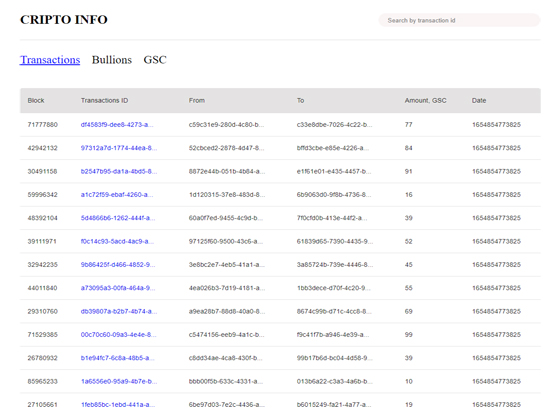 CRIPTO INFO
Search by transaction id
Transactions Bullions GSC
Block Transactions ID From To Amount, GSC Date
71777880 df4583f9-dee8-4273-a... c59c31e9-280d-4c80-b... c33e8dbe-7026-4c22-b... 77 1654854773825
42942132 97312a7d-1774-44ea-8... 52cbced2-2878-4d47-8... bffd3cbe-e85e-4226-a... 84 1654854773825
30491158 b2547b95-da1a-4bd5-8... 8872e44b-051b-4b84-a... e1f61e01-e435-4457-b... 91 1654854773825
59996342 a1c72f59-ebaf-4260-a... 1d120315-37e8-483d-8... 6b9063d0-9f8b-4736-8... 16 1654854773825
48392104 5d4866b6-1262-444f-a... 60a0f7ed-9455-4c9d-b... 7f0cfd0b-413e-44f2-a... 39 1654854773825
39111971 f0c14c93-5acd-4ac9-a... 97125f60-9500-43c6-a... 61839d65-7390-4435-9... 52 1654854773825
32942235 9b86425f-d466-4852-9... 3e8bc2e7-4eb5-41a1-a... 3a85724b-739e-4446-8... 45 1654854773825
44011840 a73095a3-00fa-464a-9... 4ea026b3-7d19-4181-a... 1bb3dece-d70f-4c20-9... 55 1654854773825
29310760 db39807a-b2b7-4b74-a... a9ea28b7-88d8-40a0-8... 8674c99b-d71c-4cc8-8... 69 1654854773825
71529385 00c70c60-09a3-4e4e-8... c5474156-eeb9-4a1c-b... f9c41f7b-a946-4e39-a... 99 1654854773825
26780932 b1e94fc7-6c8a-48b5-a... c8dd34ae-4ca8-430f-b... 99b17b6d-bc04-4d58-9... 39 1654854773825
85965233 1a6556e0-95a9-4b7e-b... bbb00f5b-633c-4331-a... 013b6a22-c3a3-4a6b-b... 10 1654854773825
27105661 1feb85bc-1ebd-441a-a... 6be97d03-7e2c-4436-a... b6015249-fa21-4a77-a... 19 1654854773825